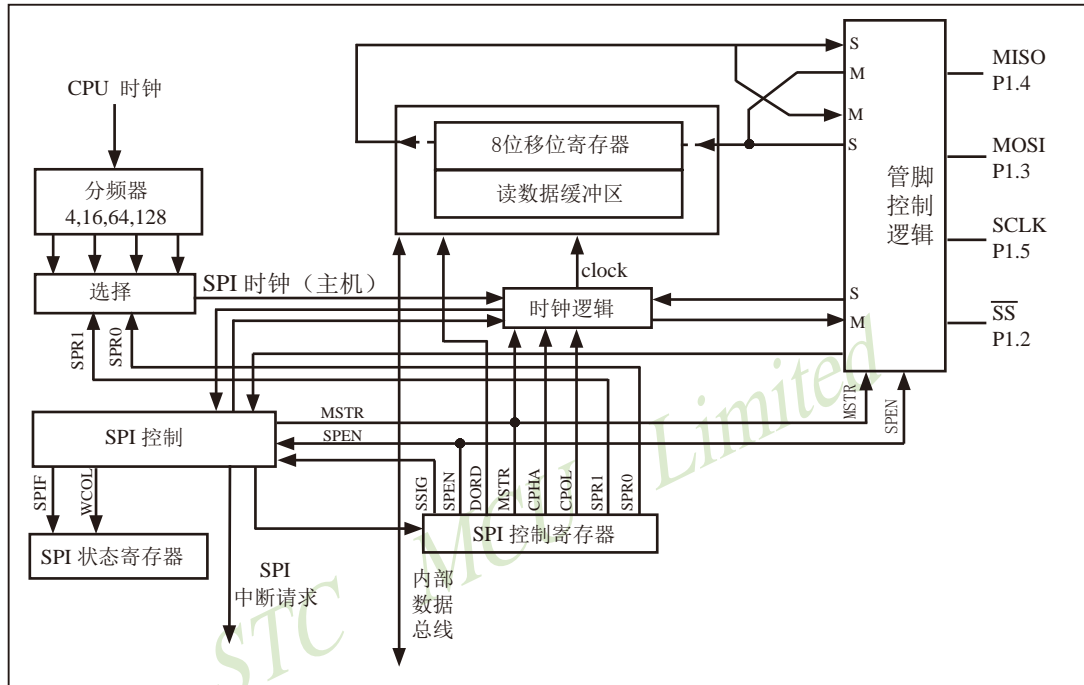 CPU 时钟
分频器
4,16,64,128
选择
SPR1
SPR0
SPI 时钟（主机）
8位移位寄存器
读数据缓冲区
clock
时钟逻辑
S
M
M
S
S
M
管脚
控制
逻辑
MISO
P1.4
MOSI
P1.3
SCLK
P1.5
SS
P1.2
MSTR
SPEN
SPI 控制
MSTR
SPEN
SPIF
WCOL
SPI 状态寄存器
SSIG
SPEN
DORD
MSTR
CPHA
CPOL
SPR1
SPR0
SPI 控制寄存器
SPI
中断请求
内部
数据
总线
STC MCU Limited